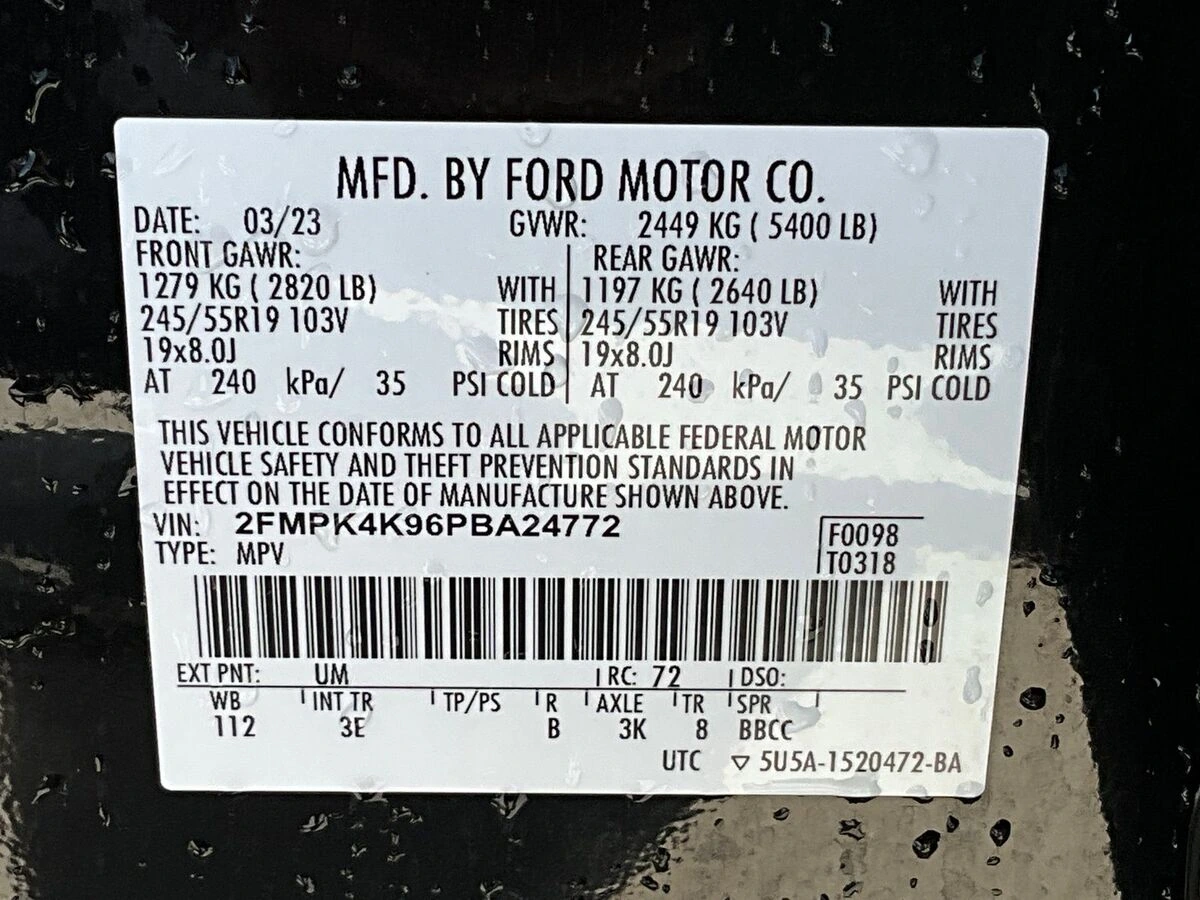 MFD. BY FORD MOTOR CO.
DATE: 03/23 GVWR: 2449 KG ( 5400 LB)
FRONT GAWR: REAR GAWR:
1279 KG ( 2820 LB) WITH 1197 KG ( 2640 LB) WITH
245/55R19 103V TIRES 245/55R19 103V TIRES
19x8.0J RIMS 19x8.0J RIMS
AT 240 kPa/ 35 PSI COLD AT 240 kPa/ 35 PSI COLD
THIS VEHICLE CONFORMS TO ALL APPLICABLE FEDERAL MOTOR
VEHICLE SAFETY AND THEFT PREVENTION STANDARDS IN
EFFECT ON THE DATE OF MANUFACTURE SHOWN ABOVE.
VIN: 2FMPK4K96PBA24772 F0098
TYPE: MPV T0318
EXT PNT: UM RC: 72 DSO:
WB INT TR TP/PS R AXLE TR SPR
112 3E B 3K 8 BBCC
UTC ▽ 5U5A-1520472-BA